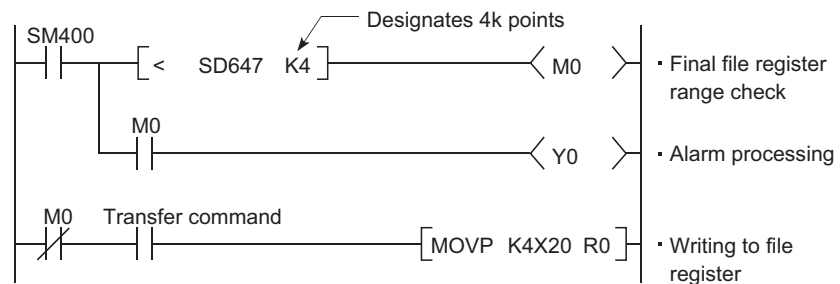 Designates 4k points
SM400
< SD647 K4
M0
▪ Final file register
range check
M0
Y0
▪ Alarm processing
M0 Transfer command
MOVP K4X20 R0
▪ Writing to file
register